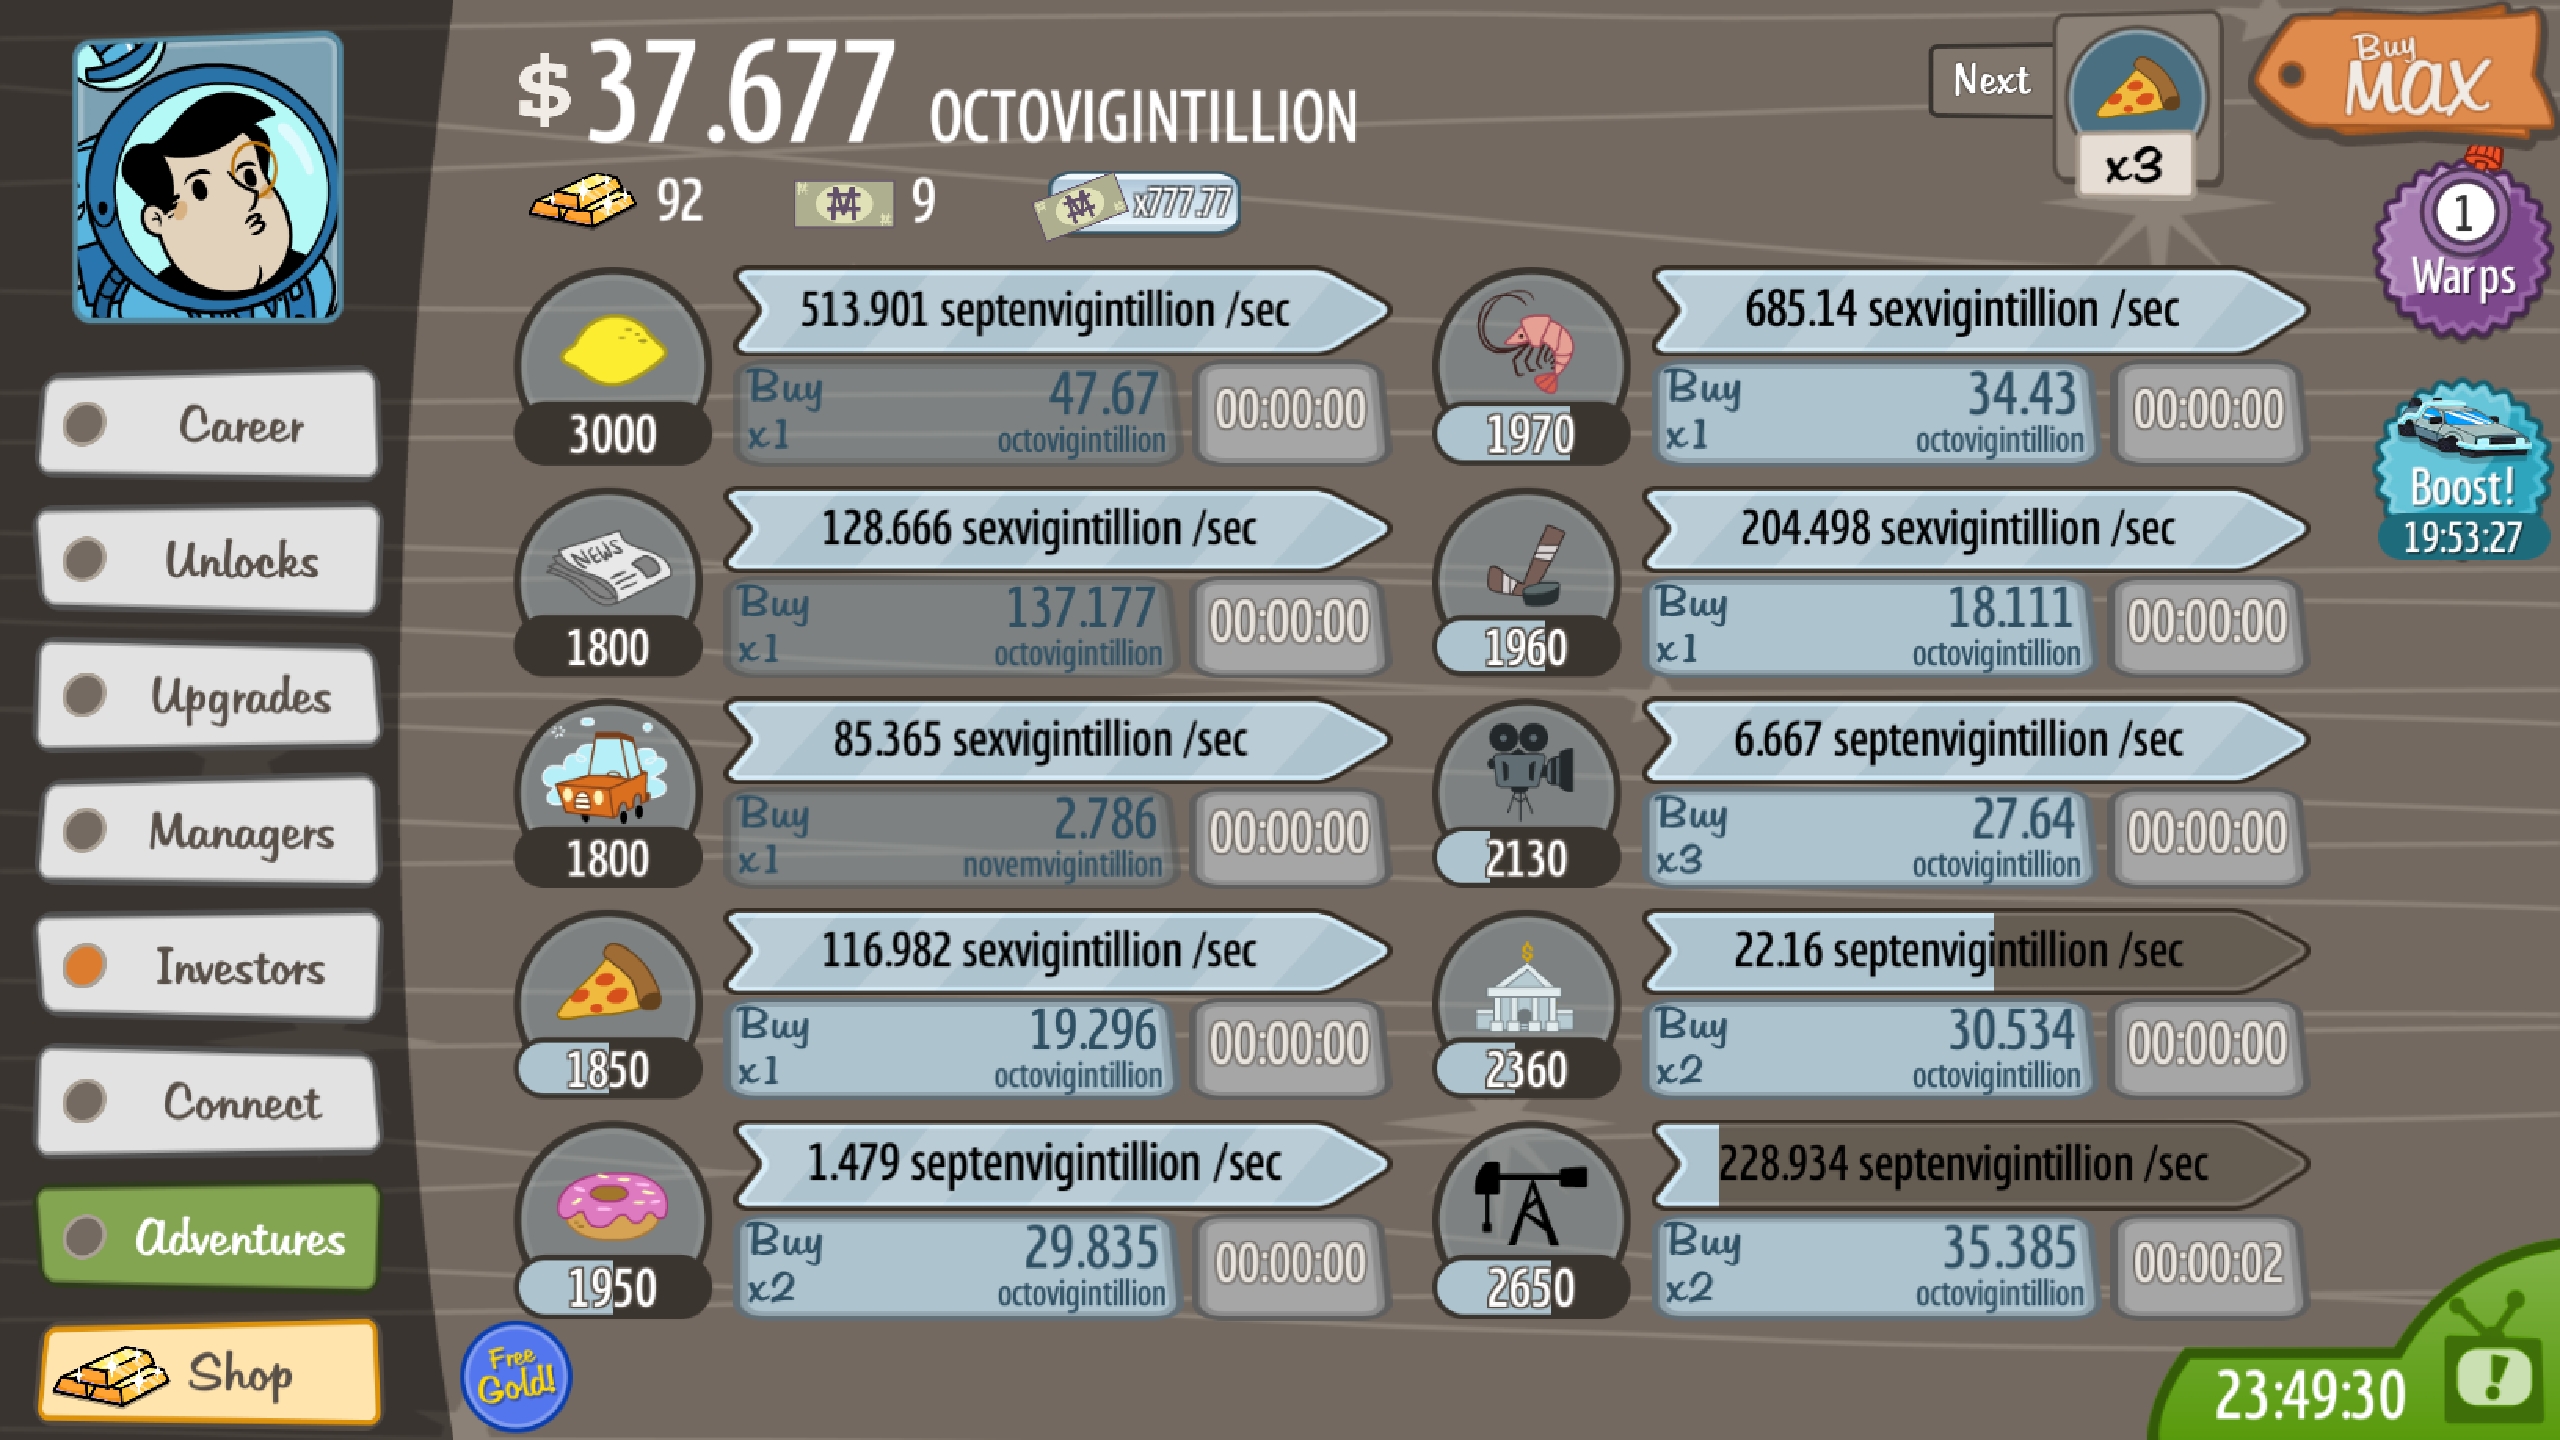 $ 37.677 OCTOVIGINTILLION
Next
x3
Buy
MAX
92
9
x777.77
1
Warps
Boost!
19:53:27
Career
Unlocks
Upgrades
Managers
Investors
Connect
Adventures
Shop
513.901 septenvigintillion /sec
Buy 47.67
x1 octovigintillion
00:00:00
3000
NEWS
128.666 sexvigintillion /sec
Buy 137.177
x1 octovigintillion
00:00:00
1800
85.365 sexvigintillion /sec
Buy 2.786
x1 novemvigintillion
00:00:00
1800
116.982 sexvigintillion /sec
Buy 19.296
x1 octovigintillion
00:00:00
1850
1.479 septenvigintillion /sec
Buy 29.835
x2 octovigintillion
00:00:00
1950
685.14 sexvigintillion /sec
Buy 34.43
x1 octovigintillion
00:00:00
1970
204.498 sexvigintillion /sec
Buy 18.111
x1 octovigintillion
00:00:00
1960
6.667 septenvigintillion /sec
Buy 27.64
x3 octovigintillion
00:00:00
2130
22.16 septenvigintillion /sec
Buy 30.534
x2 octovigintillion
00:00:00
2360
228.934 septenvigintillion /sec
Buy 35.385
x2 octovigintillion
00:00:02
2650
Free
Gold!
23:49:30